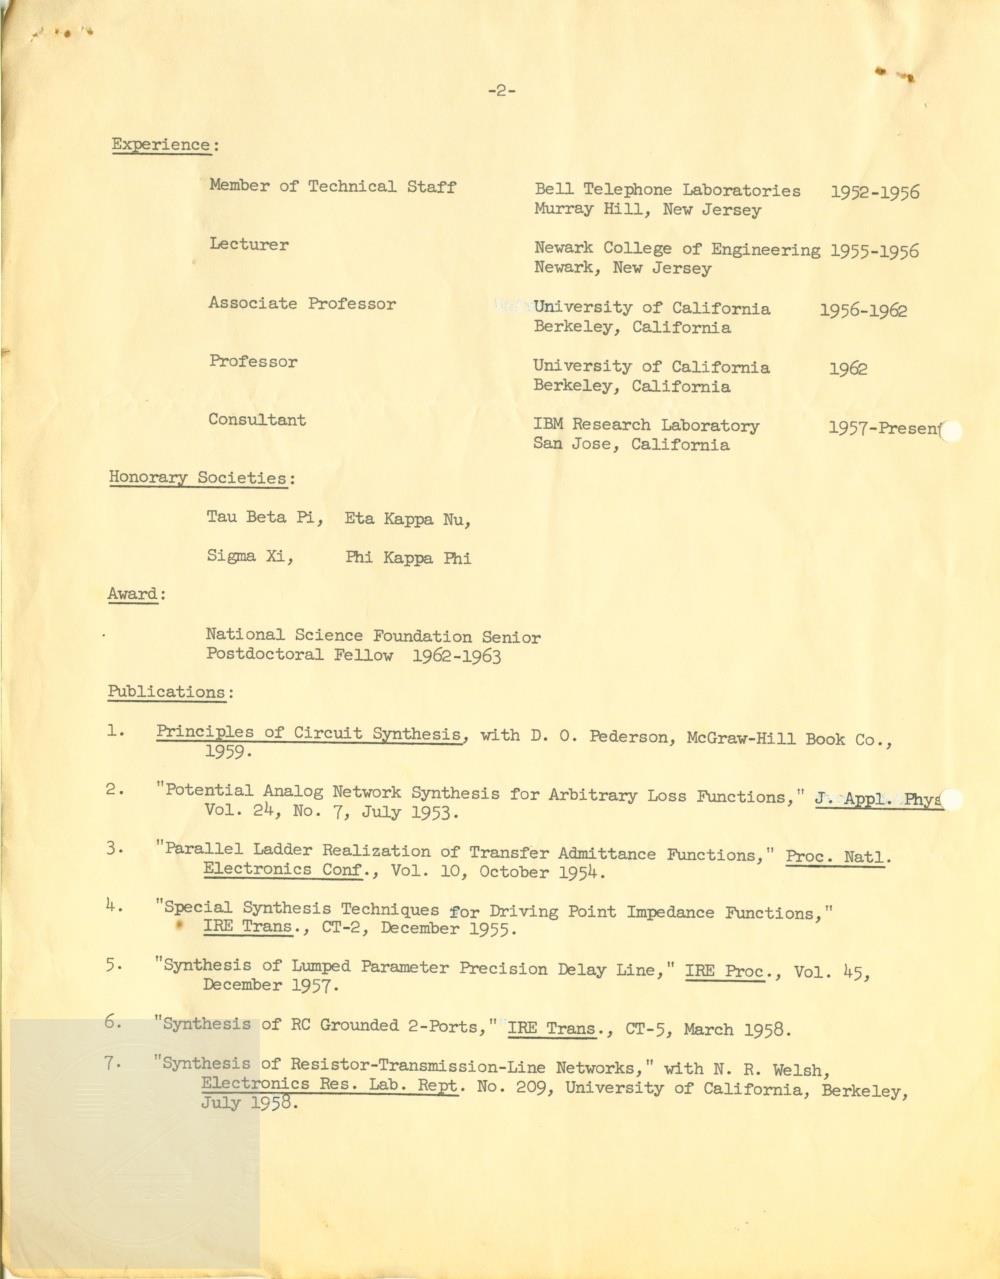 -2-
Experience:
Member of Technical Staff Bell Telephone Laboratories 1952-1956
Murray Hill, New Jersey
Lecturer Newark College of Engineering 1955-1956
Newark, New Jersey
Associate Professor University of California 1956-1962
Berkeley, California
Professor University of California 1962
Berkeley, California
Consultant IBM Research Laboratory 1957-Present
San Jose, California
Honorary Societies:
Tau Beta Pi, Eta Kappa Nu,
Sigma Xi, Phi Kappa Phi
Award:
National Science Foundation Senior
Postdoctoral Fellow 1962-1963
Publications:
1. Principles of Circuit Synthesis, with D. O. Pederson, McGraw-Hill Book Co.,
1959.
2. "Potential Analog Network Synthesis for Arbitrary Loss Functions," J. Appl. Phys
Vol. 24, No. 7, July 1953.
3. "Parallel Ladder Realization of Transfer Admittance Functions," Proc. Natl.
Electronics Conf., Vol. 10, October 1954.
4. "Special Synthesis Techniques for Driving Point Impedance Functions,"
IRE Trans., CT-2, December 1955.
5. "Synthesis of Lumped Parameter Precision Delay Line," IRE Proc., Vol. 45,
December 1957.
6. "Synthesis of RC Grounded 2-Ports," IRE Trans., CT-5, March 1958.
7. "Synthesis of Resistor-Transmission-Line Networks," with N. R. Welsh,
Electronics Res. Lab. Rept. No. 209, University of California, Berkeley,
July 1958.